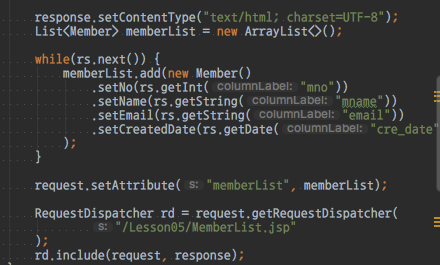 response.setContentType("text/html; charset=UTF-8");
List<Member> memberList = new ArrayList<>();
while(rs.next()) {
memberList.add(new Member()
.setNo(rs.getInt( columnLabel: "mno"))
.setName(rs.getString( columnLabel: "mname"))
.setEmail(rs.getString( columnLabel: "email"))
.setCreatedDate(rs.getDate( columnLabel: "cre_date"
);
}
request.setAttribute( s: "memberList", memberList);
RequestDispatcher rd = request.getRequestDispatcher(
s: "/Lesson05/MemberList.jsp"
);
rd.include(request, response);